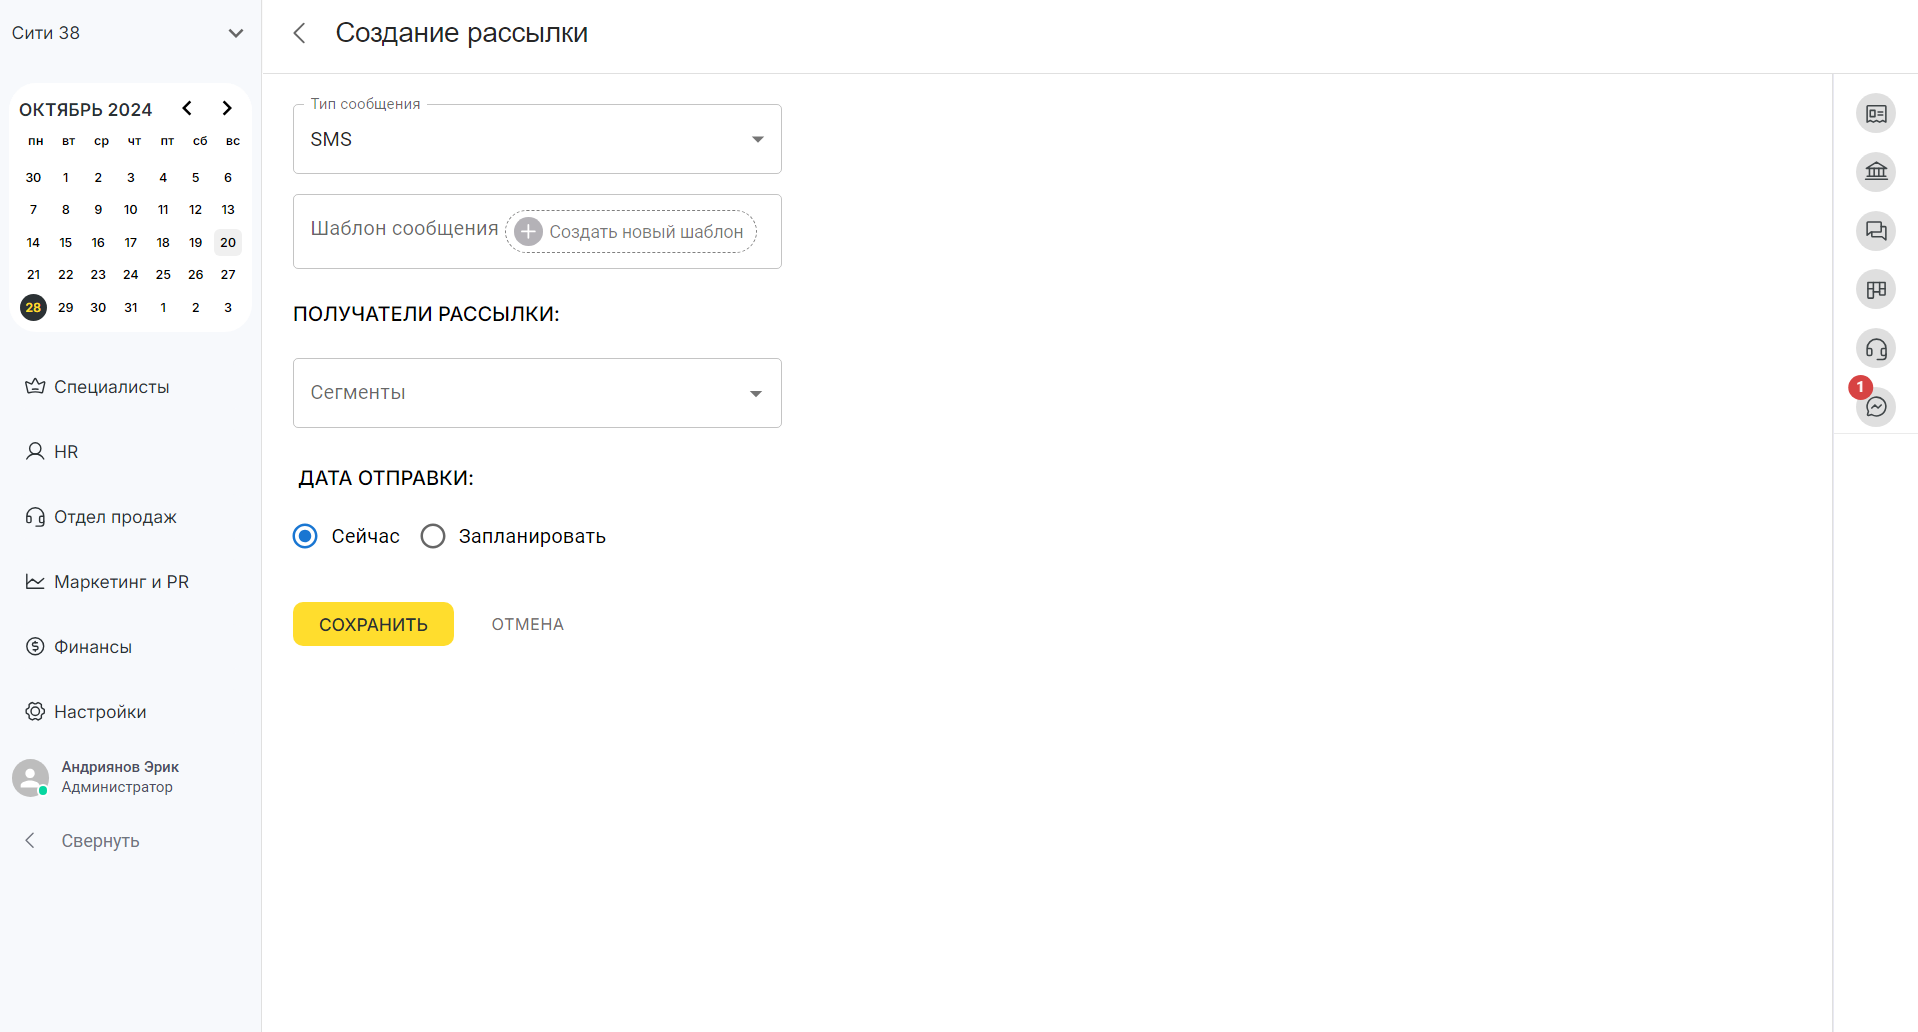 Сити 38
ОКТЯБРЬ 2024
пн вт ср чт пт сб вс
30 1 2 3 4 5 6
7 8 9 10 11 12 13
14 15 16 17 18 19 20
21 22 23 24 25 26 27
28 29 30 31 1 2 3
Специалисты
HR
Отдел продаж
Маркетинг и PR
Финансы
Настройки
Андриянов Эрик
Администратор
Свернуть
Создание рассылки
Тип сообщения
SMS
Шаблон сообщения Создать новый шаблон
ПОЛУЧАТЕЛИ РАССЫЛКИ:
Сегменты
ДАТА ОТПРАВКИ:
Сейчас Запланировать
СОХРАНИТЬ ОТМЕНА
1